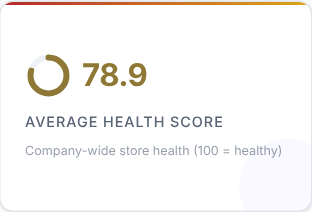 78.9
AVERAGE HEALTH SCORE
Company-wide store health (100 = healthy)